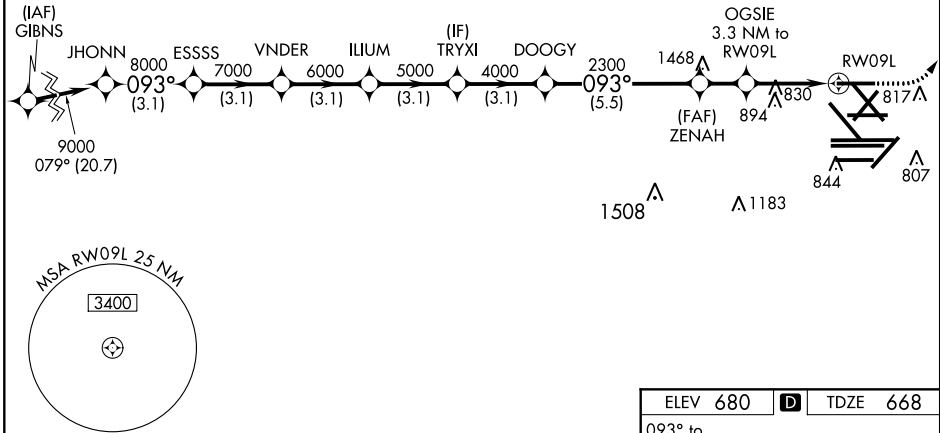 (IAF)
GIBNS
JHONN
8000
093°
(3.1)
ESSSS
7000
(3.1)
VNDER
6000
(3.1)
ILIUM
5000
(3.1)
(IF)
TRYXI
4000
(3.1)
DOOGY
2300
093°
(5.5)
1468
OGSIE
3.3 NM to
RW09L
RW09L
(FAF)
ZENAH
894
830
817
9000
079° (20.7)
844
807
1508
1183
MSA RW09L 25 NM
3400
ELEV 680 D TDZE 668
093° to